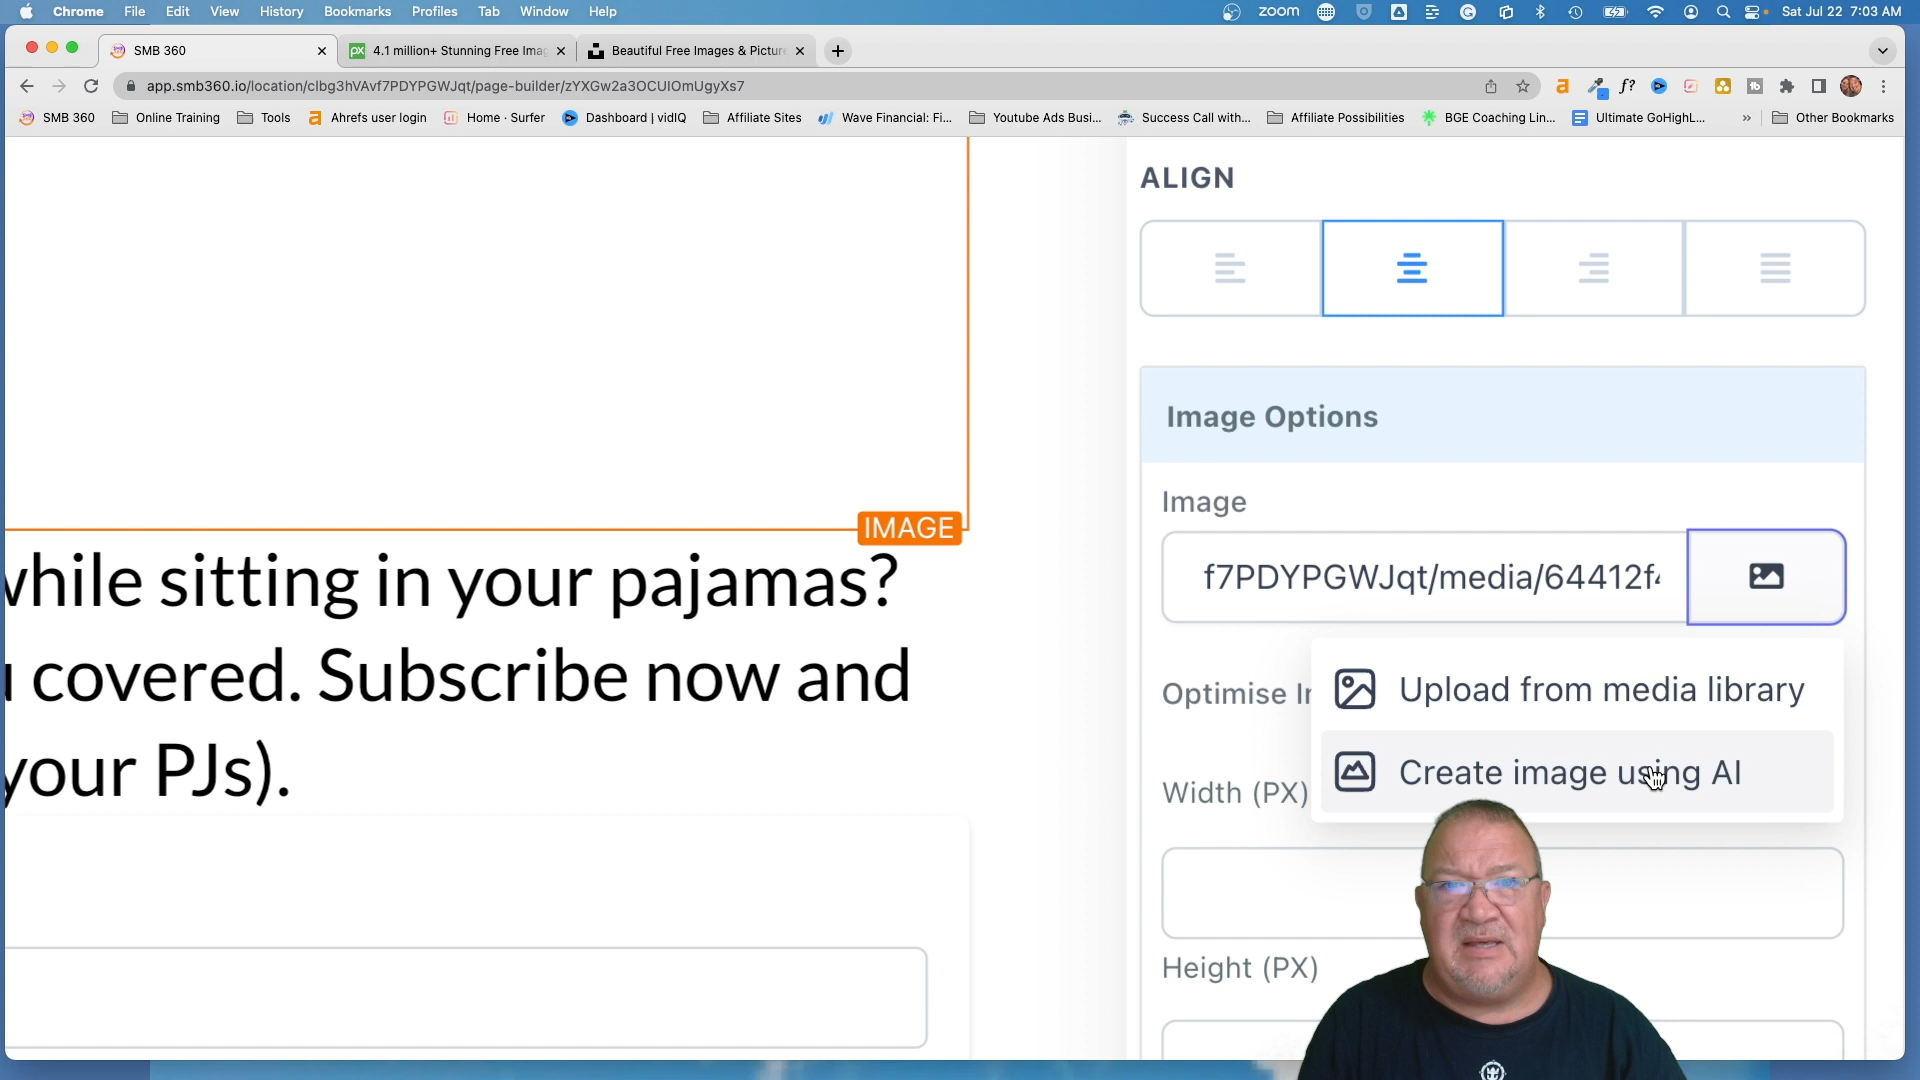 Chrome File Edit View History Bookmarks Profiles Tab Window Help zoom Sat Jul 22 7:03 AM
SMB 360 4.1 million+ Stunning Free Imag Beautiful Free Images & Picture
app.smb360.io/location/clbg3hVAvf7PDYPGWJqt/page-builder/zYXGw2a3OCUIOmUgyXs7
SMB 360 Online Training Tools Ahrefs user login Home · Surfer Dashboard | vidIQ Affiliate Sites Wave Financial: Fi... Youtube Ads Busi... Success Call with... Affiliate Possibilities BGE Coaching Lin... Ultimate GoHighL... » Other Bookmarks
ALIGN
Image Options
Image
f7PDYPGWJqt/media/64412f
IMAGE
while sitting in your pajamas?
covered. Subscribe now and
your PJs).
Optimise
Upload from media library
Create image using AI
Width (PX)
Height (PX)